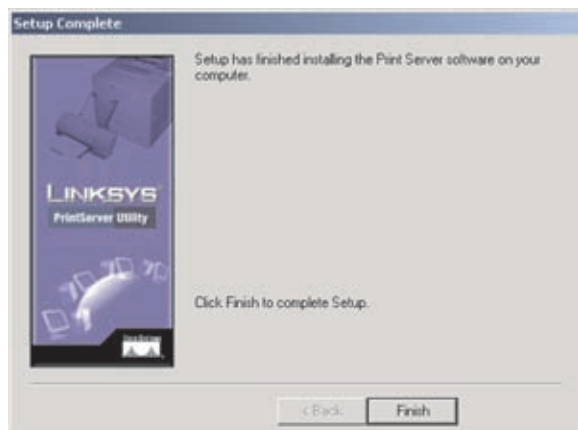 Setup Complete
Setup has finished installing the Print Server software on your
computer.
LINKSYS
PrintServer Utility
Click Finish to complete Setup.
< Back
Finish